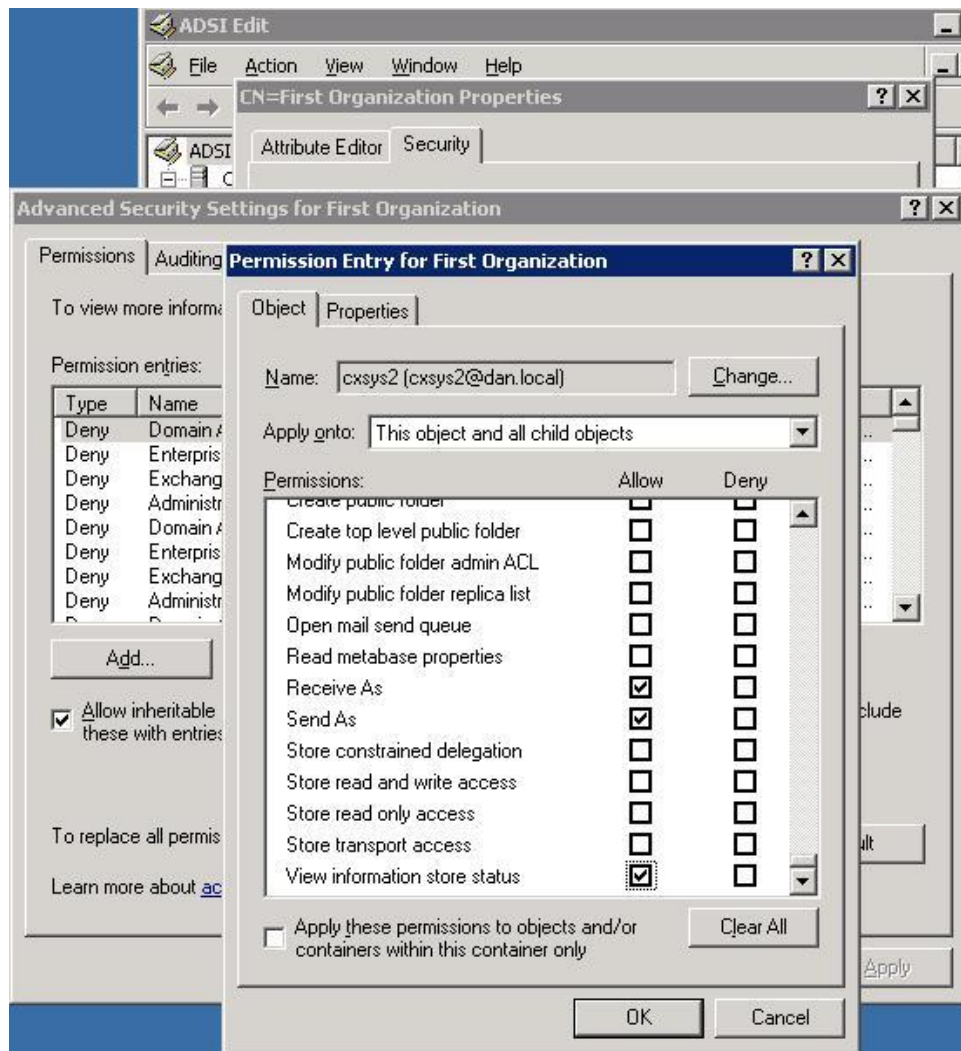 ADSI Edit
File Action View Window Help
CN=First Organization Properties
ADSI
Attribute Editor Security
Advanced Security Settings for First Organization
Permissions Auditing
Permission Entry for First Organization
To view more informa
Object Properties
Permission entries:
Name: cxsys2 (cxsys2@dan.local) Change...
Type Name
Apply onto: This object and all child objects
Deny Domain A
Deny Enterpris
Deny Exchang
Deny Administr
Deny Domain A
Deny Enterpris
Deny Exchang
Deny Administr
Permissions: Allow Deny
Create public folder
Create top level public folder
Modify public folder admin ACL
Modify public folder replica list
Open mail send queue
Read metabase properties
Receive As
Send As
Store constrained delegation
Store read and write access
Store read only access
Store transport access
View information store status
Add...
Allow inheritable
these with entries
clude
To replace all permis
ult
Learn more about ac
Apply these permissions to objects and/or
containers within this container only
Clear All
Apply
OK Cancel